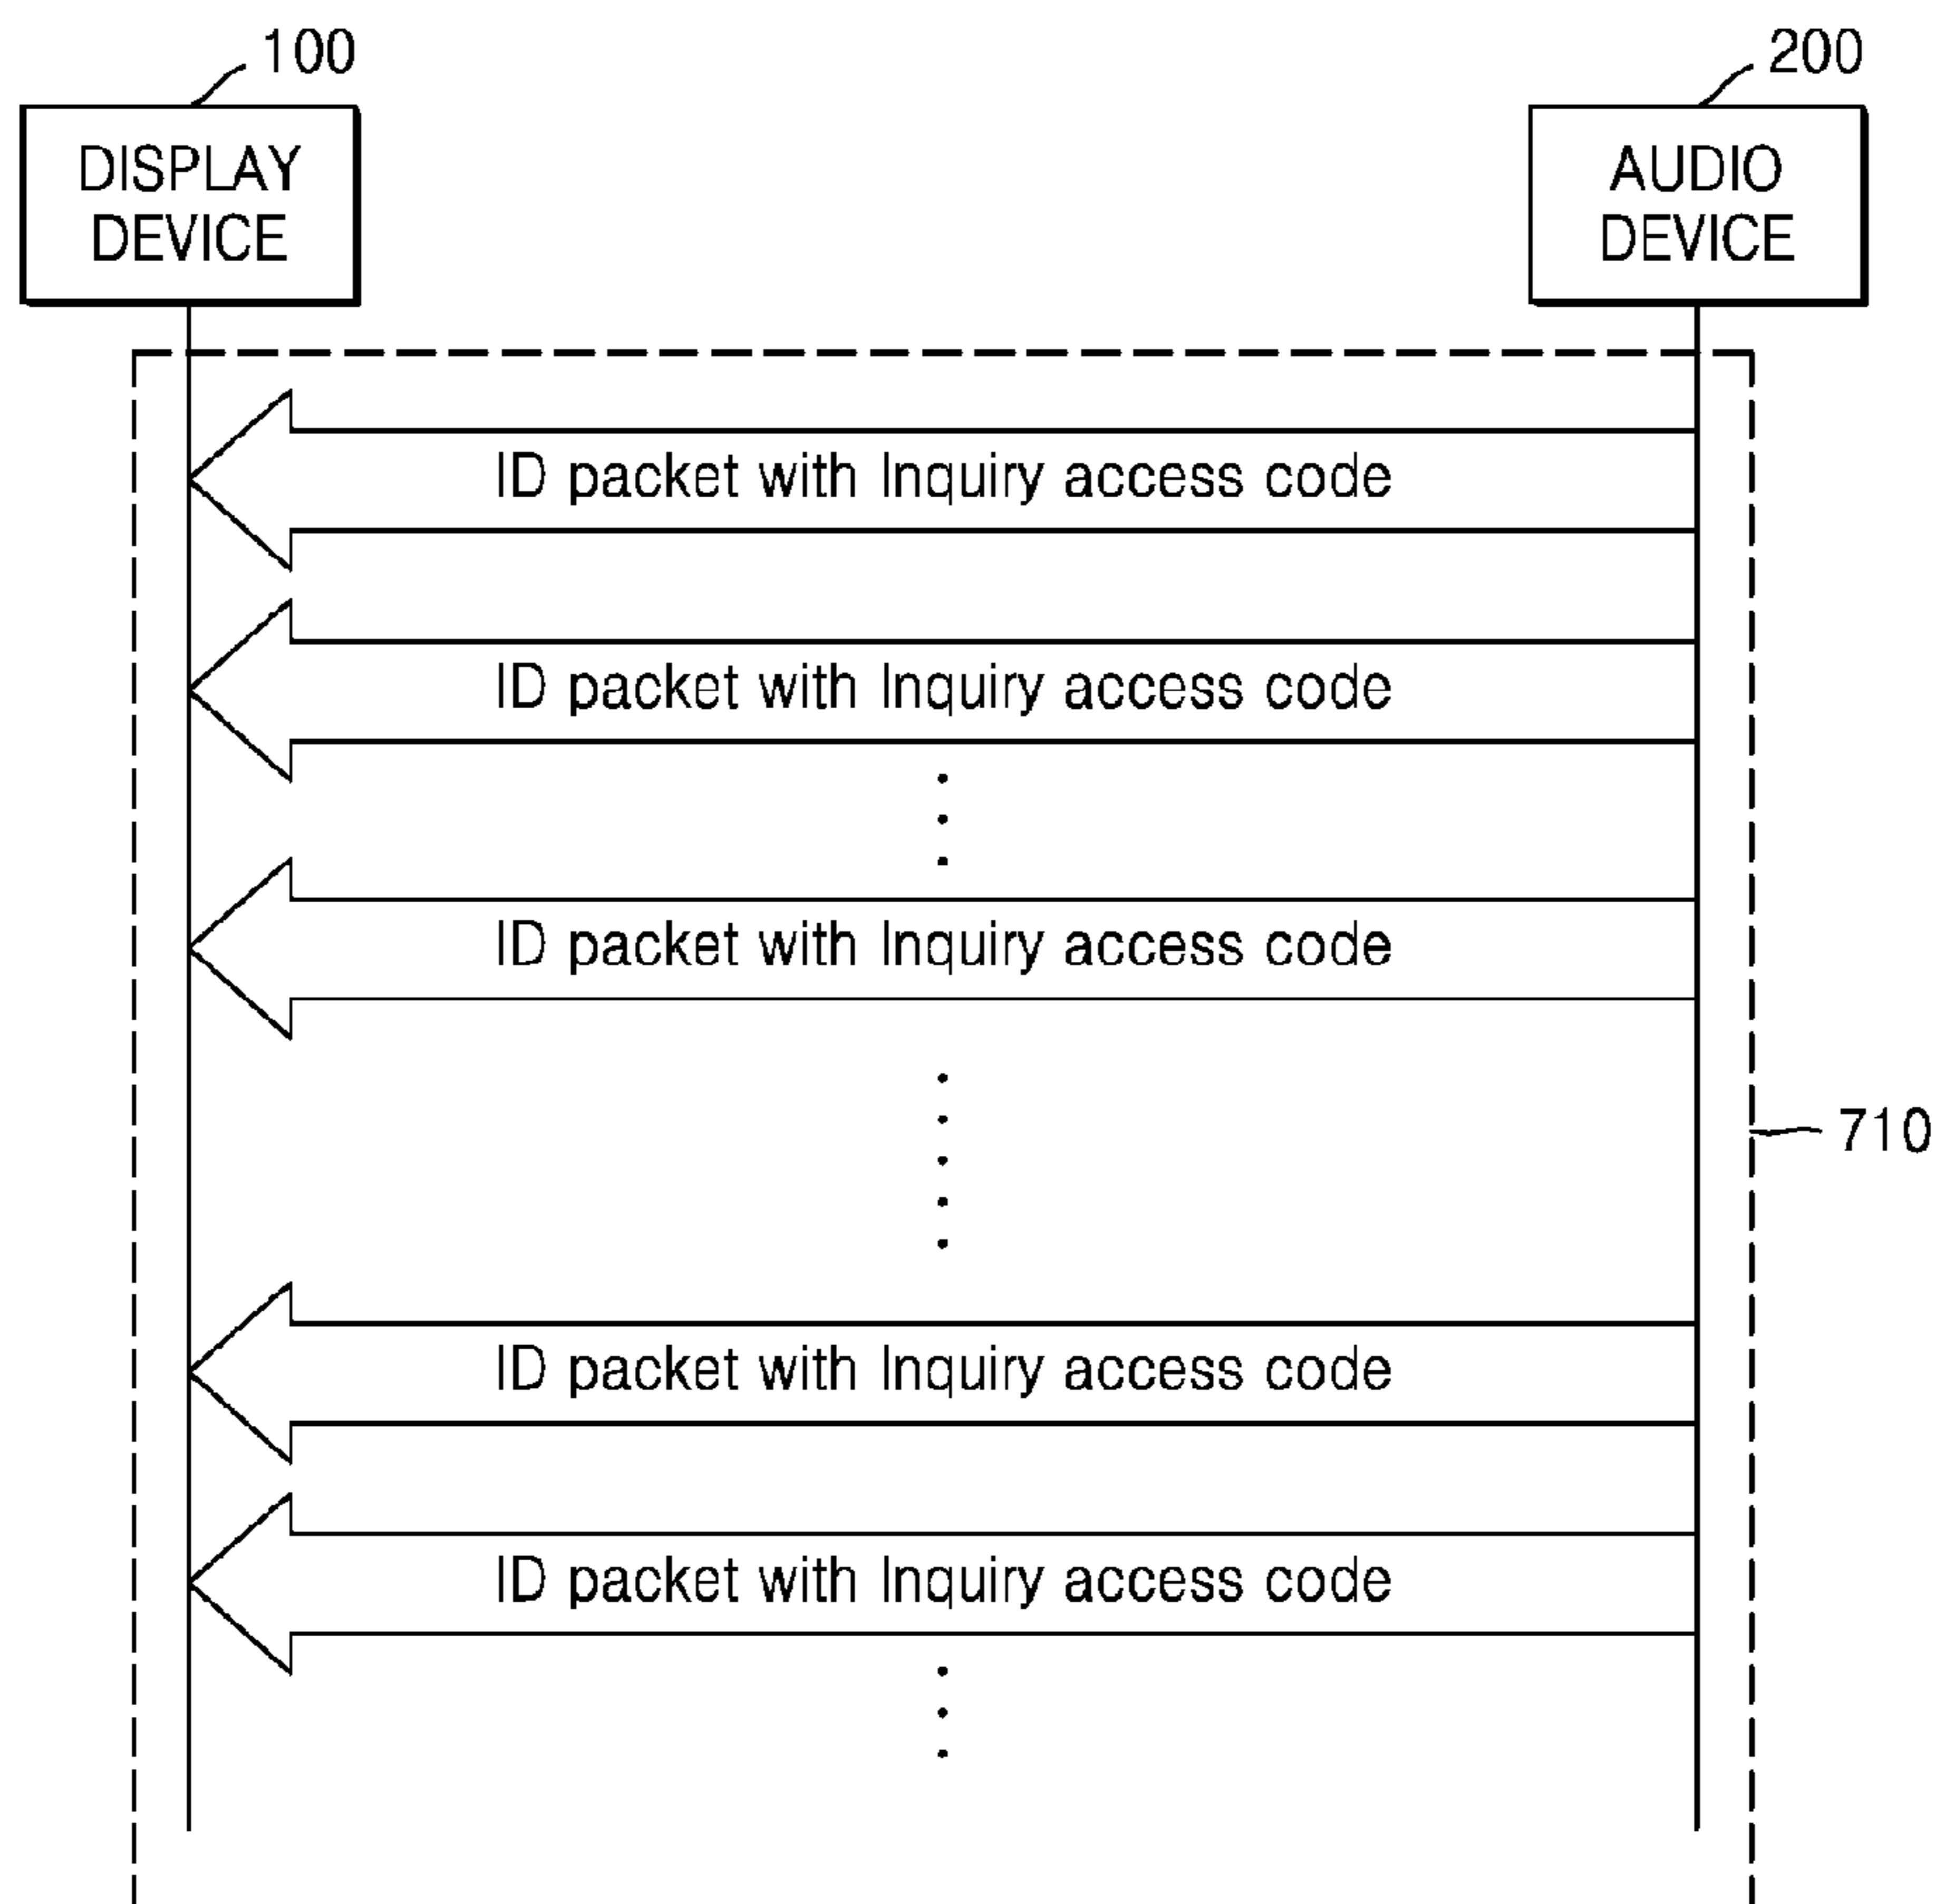 100
200
DISPLAY
DEVICE
AUDIO
DEVICE
ID packet with Inquiry access code
ID packet with Inquiry access code
ID packet with Inquiry access code
710
ID packet with Inquiry access code
ID packet with Inquiry access code